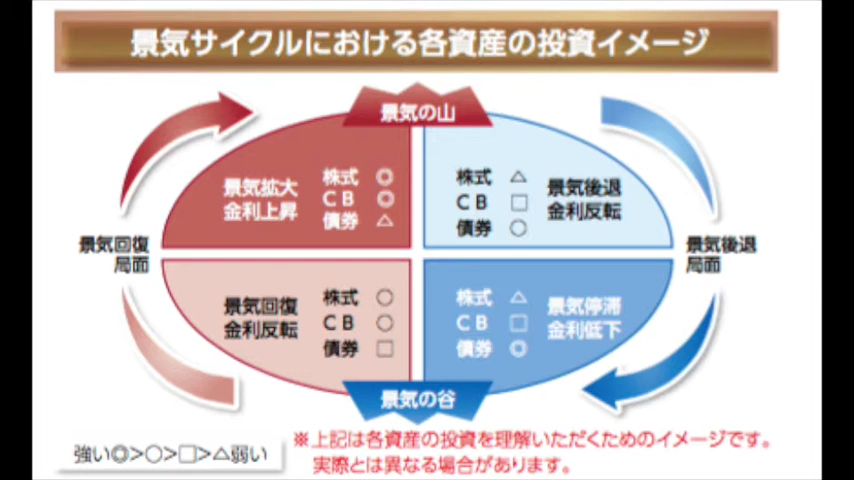 景気サイクルにおける各資産の投資イメージ
景気の山
景気拡大
金利上昇
株式 ◎
CB ◎
債券 △
株式 △
CB □
債券 ○
景気後退
金利反転
景気回復
局面
景気後退
局面
景気回復
金利反転
株式 ○
CB ○
債券 □
株式 △
CB □
債券 ◎
景気停滞
金利低下
景気の谷
強い◎>○>□>△弱い
※上記は各資産の投資を理解いただくためのイメージです。
実際とは異なる場合があります。